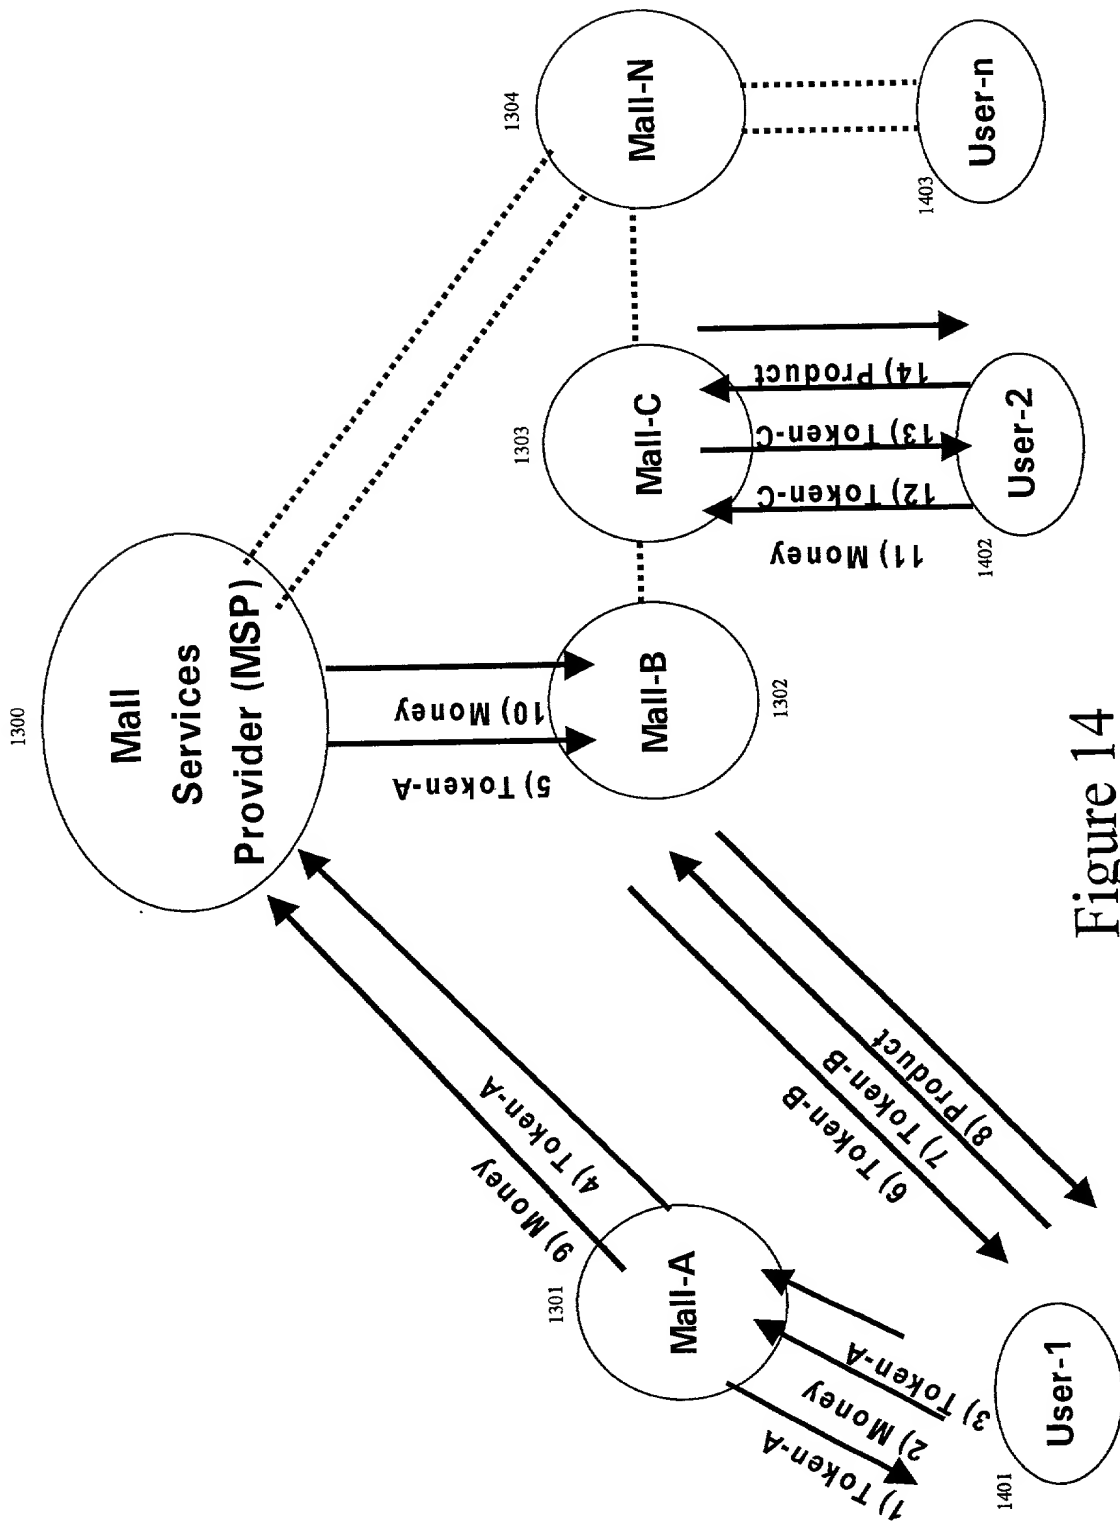 1300
Mall
Services
Provider (MSP)
9) Money
4) Token-A
5) Token-A
10) Money
1301
Mall-A
Mall-B
1302
1303
Mall-C
1304
Mall-N
1) Token-A
2) Money
3) Token-A
6) Token-B
7) Token-B
8) Product
11) Money
12) Token-C
13) Token-C
14) Product
1401
User-1
1402
User-2
1403
User-n
Figure 14